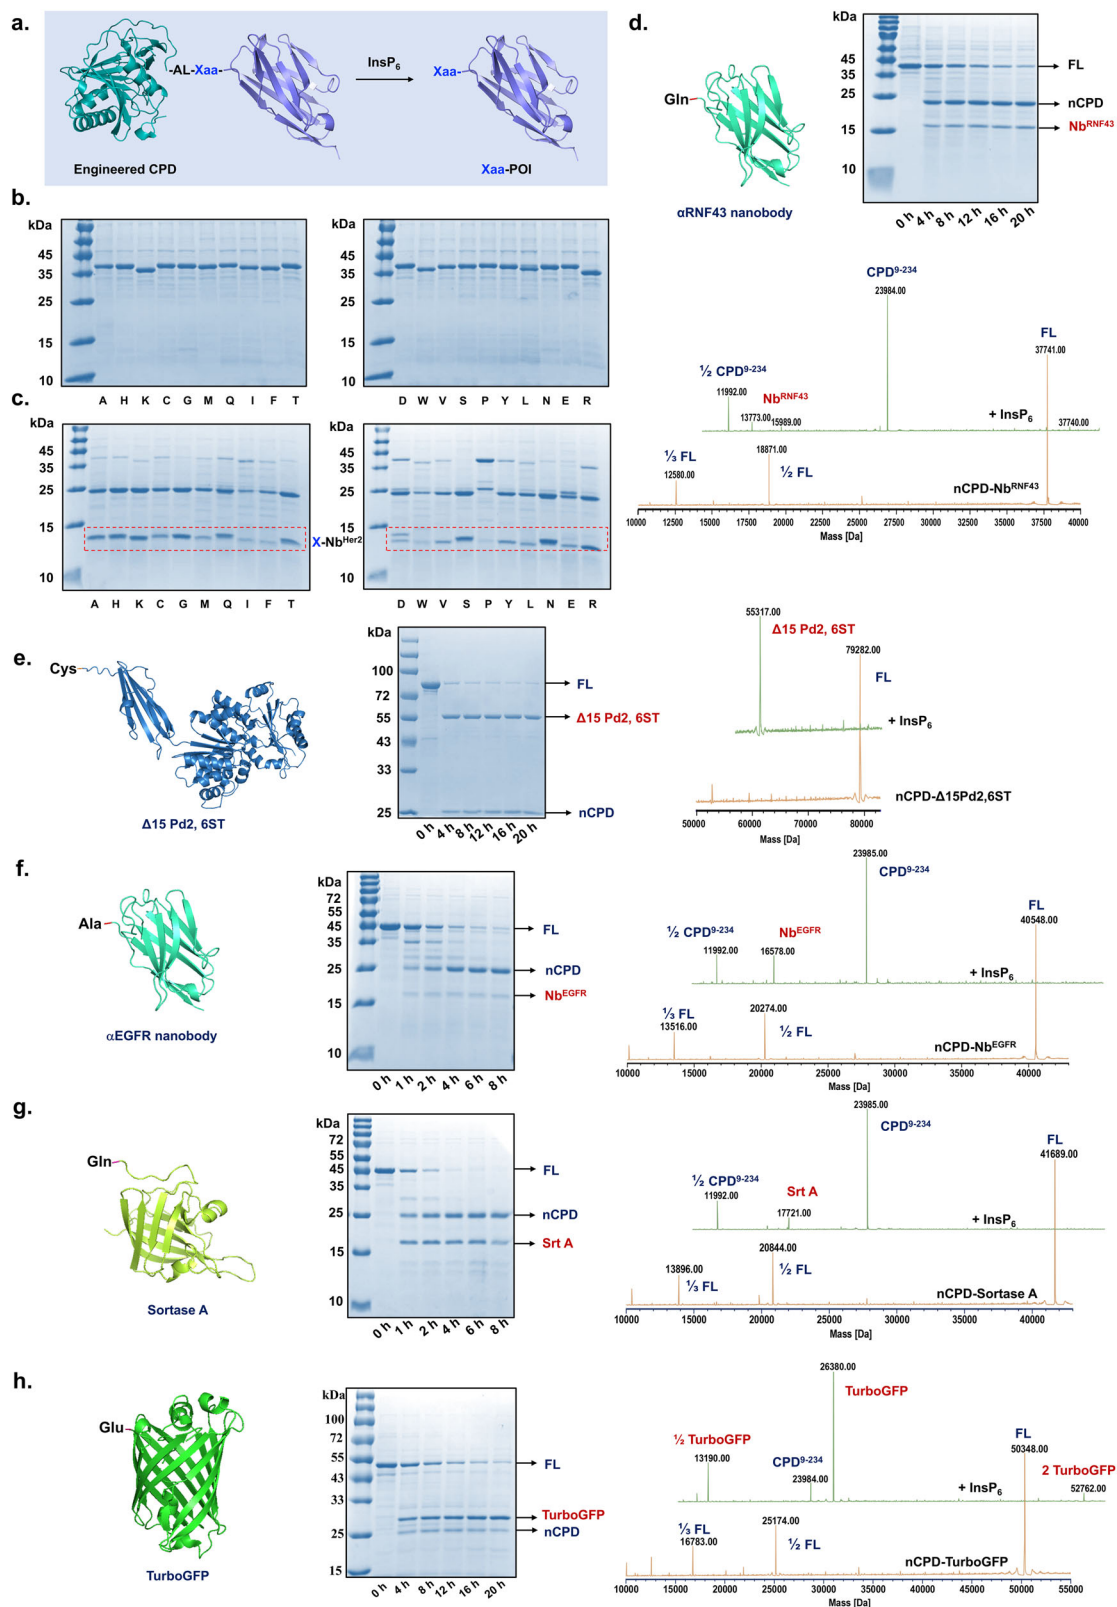 a.
-AL-Xaa-
InsP6
Xaa-
Engineered CPD
Xaa-POI
b.
kDa
45
35
25
15
10
A H K C G M Q I F T
kDa
45
35
25
15
10
D W V S P Y L N E R
c.
kDa
45
35
25
15
10
A H K C G M Q I F T
X-NbHer2
kDa
45
35
25
15
10
D W V S P Y L N E R
d.
Gln
αRNF43 nanobody
kDa
45
35
25
15
10
FL
nCPD
NbRNF43
0 h 4 h 8 h 12 h 16 h 20 h
CPD9-234
23984.00
FL
37741.00
½ CPD9-234
11992.00
NbRNF43
13773.00
15989.00
+ InsP6
37740.00
⅓ FL
12580.00
18871.00
½ FL
nCPD-NbRNF43
10000 12500 15000 17500 20000 22500 25000 27500 30000 32500 35000 37500 40000
Mass [Da]
e.
Cys
Δ15 Pd2, 6ST
kDa
100
72
55
43
33
25
FL
Δ15 Pd2, 6ST
nCPD
0 h 4 h 8 h 12 h 16 h 20 h
55317.00
Δ15 Pd2, 6ST
79282.00
FL
+ InsP6
nCPD-Δ15Pd2,6ST
50000 60000 70000 80000
Mass [Da]
f.
Ala
αEGFR nanobody
kDa
72
55
45
35
25
15
10
FL
nCPD
NbEGFR
0 h 1 h 2 h 4 h 6 h 8 h
23985.00
CPD9-234
FL
40548.00
½ CPD9-234
11992.00
NbEGFR
16578.00
+ InsP6
⅓ FL
13516.00
20274.00
½ FL
nCPD-NbEGFR
10000 15000 20000 25000 30000 35000 40000
Mass [Da]
g.
Gln
Sortase A
kDa
72
55
45
35
25
15
10
FL
nCPD
Srt A
0 h 1 h 2 h 4 h 6 h 8 h
23985.00
CPD9-234
FL
41689.00
½ CPD9-234
11992.00
Srt A
17721.00
+ InsP6
13896.00
⅓ FL
20844.00
½ FL
nCPD-Sortase A
10000 15000 20000 25000 30000 35000 40000
Mass [Da]
h.
Glu
TurboGFP
kDa
100
72
55
43
33
25
15
FL
TurboGFP
nCPD
0 h 4 h 8 h 12 h 16 h 20 h
26380.00
TurboGFP
½ TurboGFP
13190.00
CPD9-234
23984.00
FL
50348.00
+ InsP6
2 TurboGFP
52762.00
⅓ FL
16783.00
25174.00
½ FL
nCPD-TurboGFP
10000 15000 20000 25000 30000 35000 40000 45000 50000 55000
Mass [Da]